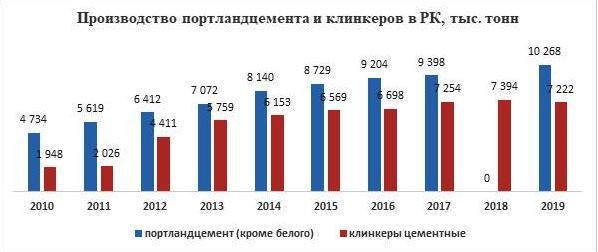 Производство портландцемента и клинкеров в РК, тыс. тонн
4 734 5 619 6 412 7 072 8 140 8 729 9 204 9 398 0 10 268
1 948 2 026 4 411 5 759 6 153 6 569 6 698 7 254 7 394 7 222
2010 2011 2012 2013 2014 2015 2016 2017 2018 2019
портландцемент (кроме белого) клинкеры цементные